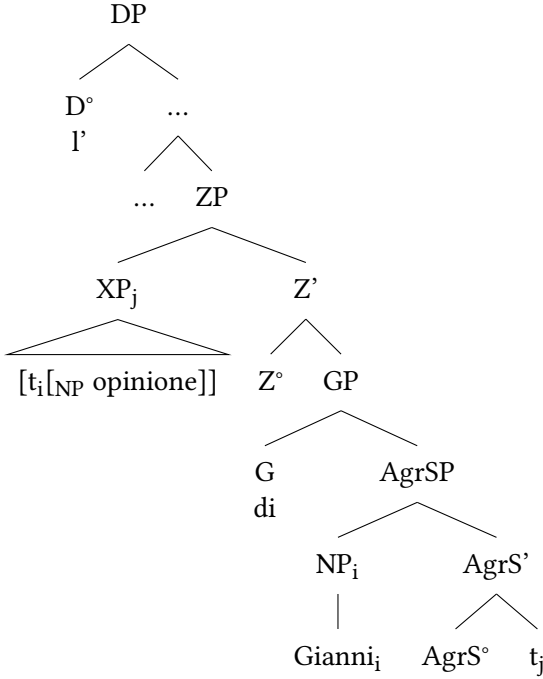 DP
D° ...
l’
... ZP
XPj Z’
[ti[NP opinione]] Z° GP
G AgrSP
di
NPi AgrS’
Giannii AgrS° tj